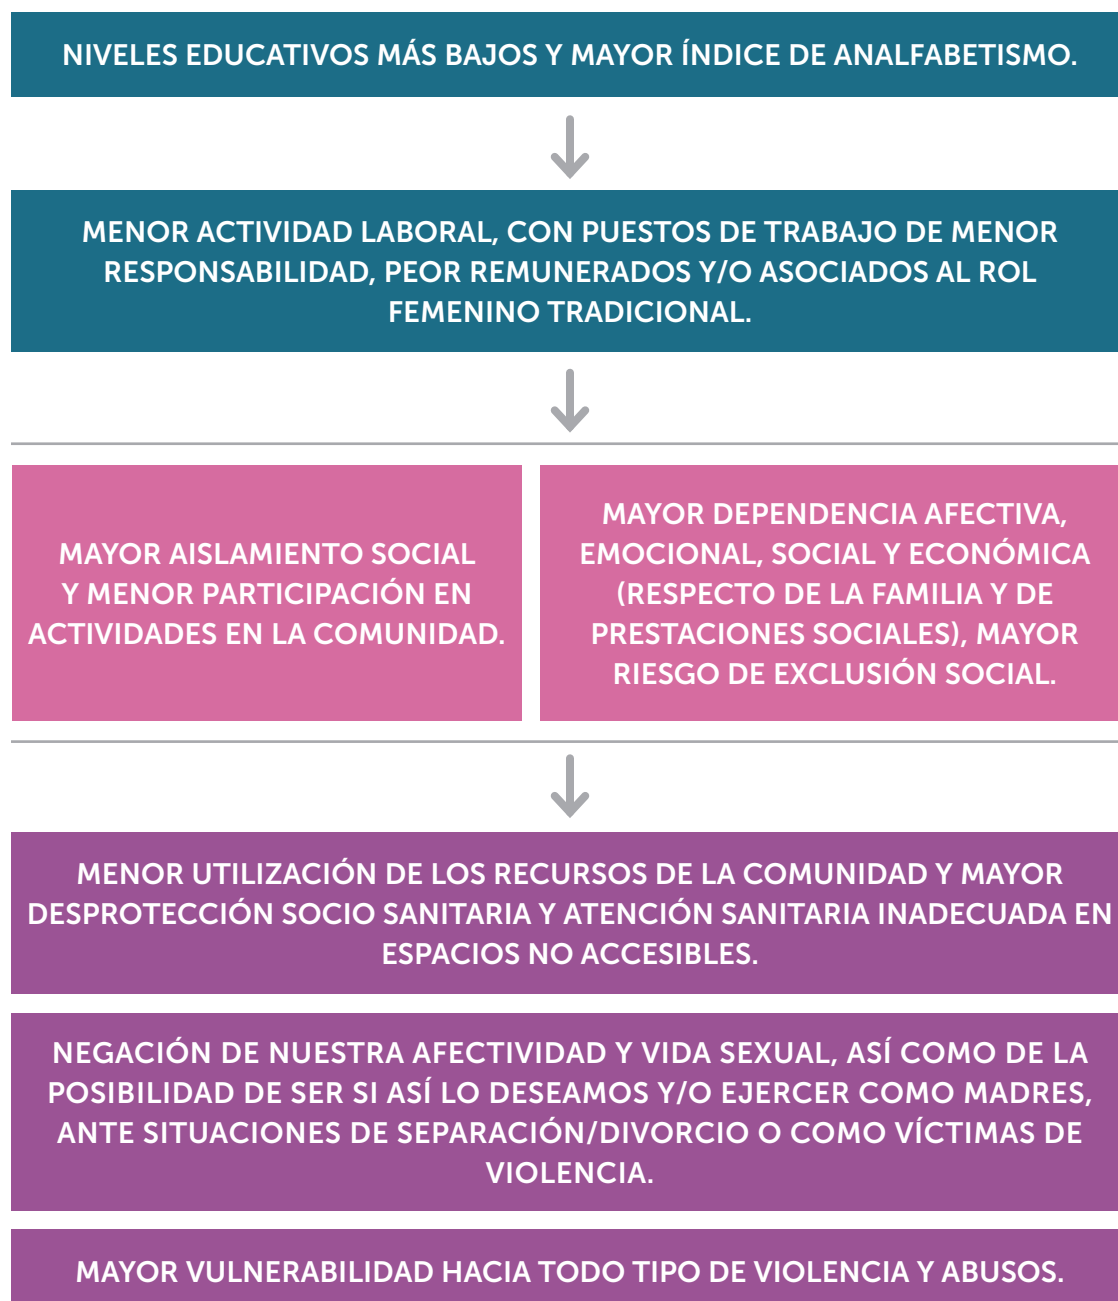 NIVELES EDUCATIVOS MÁS BAJOS Y MAYOR ÍNDICE DE ANALFABETISMO.
MENOR ACTIVIDAD LABORAL, CON PUESTOS DE TRABAJO DE MENOR
RESPONSABILIDAD, PEOR REMUNERADOS Y/O ASOCIADOS AL ROL
FEMENINO TRADICIONAL.
MAYOR AISLAMIENTO SOCIAL
Y MENOR PARTICIPACIÓN EN
ACTIVIDADES EN LA COMUNIDAD.
MAYOR DEPENDENCIA AFECTIVA,
EMOCIONAL, SOCIAL Y ECONÓMICA
(RESPECTO DE LA FAMILIA Y DE
PRESTACIONES SOCIALES), MAYOR
RIESGO DE EXCLUSIÓN SOCIAL.
MENOR UTILIZACIÓN DE LOS RECURSOS DE LA COMUNIDAD Y MAYOR
DESPROTECCIÓN SOCIO SANITARIA Y ATENCIÓN SANITARIA INADECUADA EN
ESPACIOS NO ACCESIBLES.
NEGACIÓN DE NUESTRA AFECTIVIDAD Y VIDA SEXUAL, ASÍ COMO DE LA
POSIBILIDAD DE SER SI ASÍ LO DESEAMOS Y/O EJERCER COMO MADRES,
ANTE SITUACIONES DE SEPARACIÓN/DIVORCIO O COMO VÍCTIMAS DE
VIOLENCIA.
MAYOR VULNERABILIDAD HACIA TODO TIPO DE VIOLENCIA Y ABUSOS.